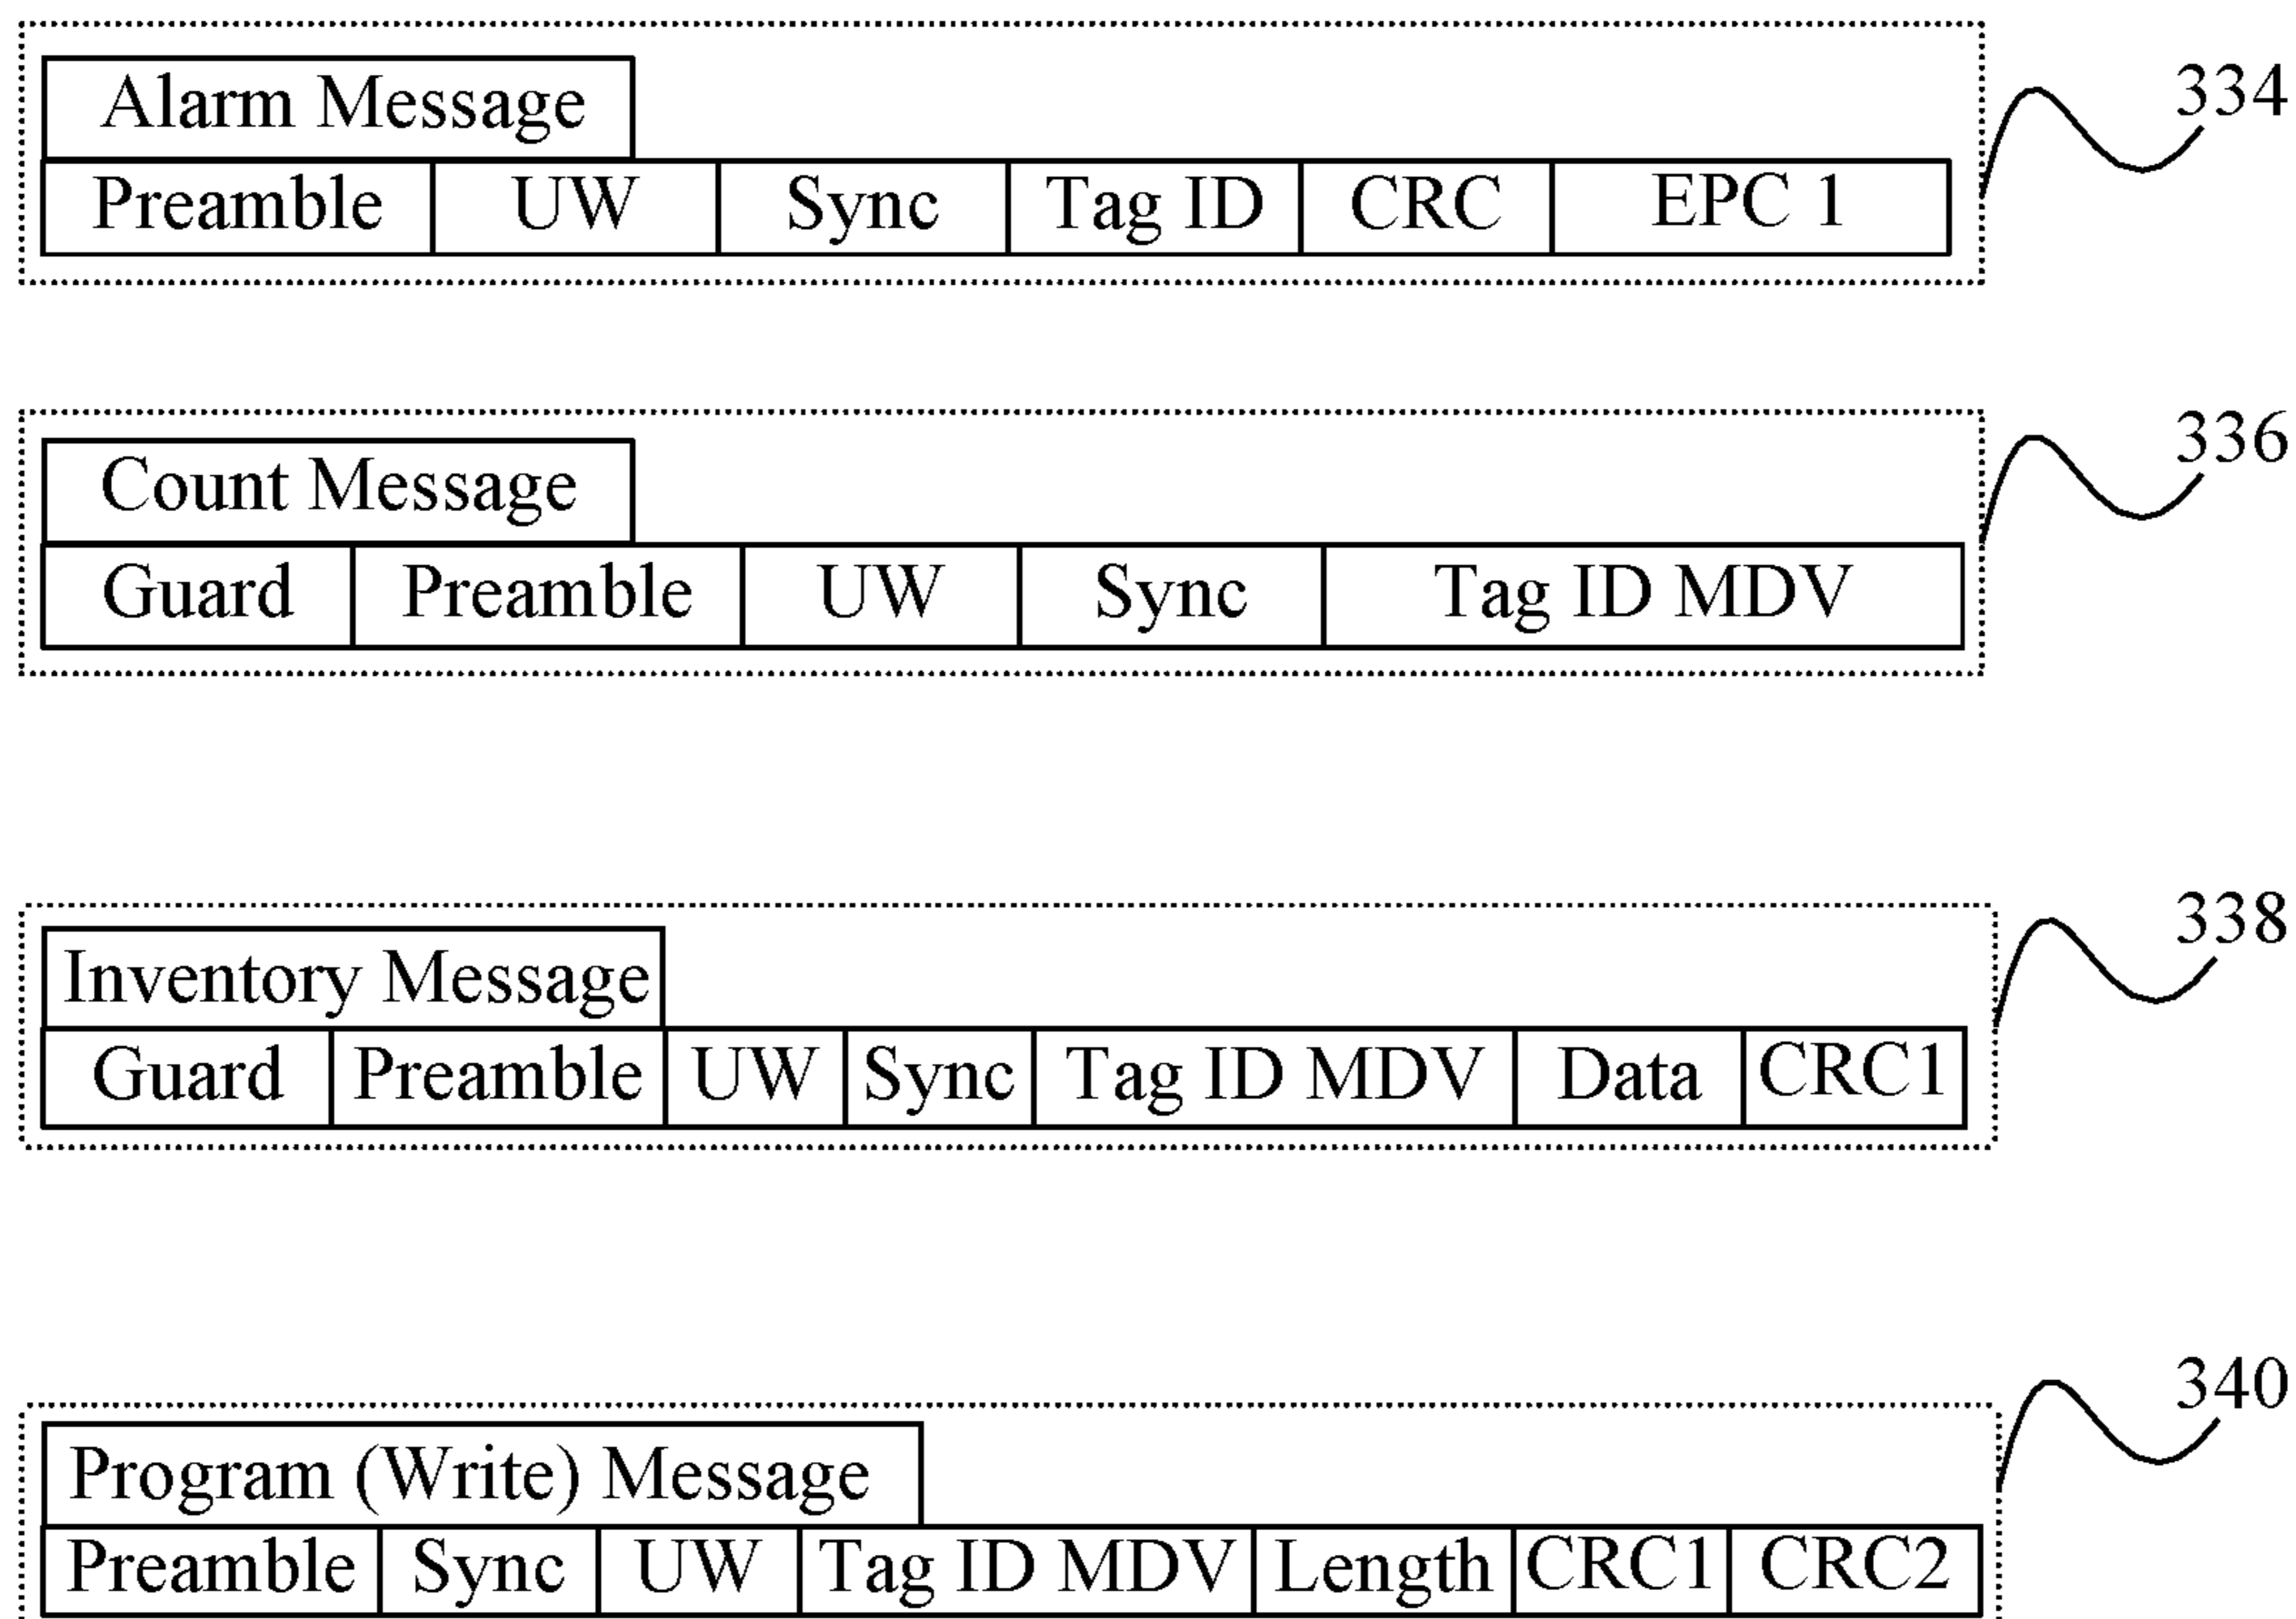 Alarm Message
334
Preamble UW Sync Tag ID CRC EPC 1
Count Message
336
Guard Preamble UW Sync Tag ID MDV
Inventory Message
338
Guard Preamble UW Sync Tag ID MDV Data CRC1
Program (Write) Message
340
Preamble Sync UW Tag ID MDV Length CRC1 CRC2